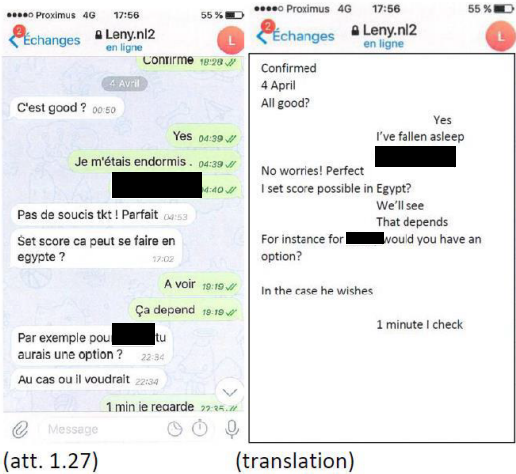 Proximus 4G 17:56 55 %
2
Échanges Leny.nl2 L
en ligne
Confirme 18:28
4 Avril
C'est good ? 00:50
Yes 04:39
Je m'étais endormis . 04:39
04:40
Pas de soucis tkt ! Parfait 04:53
Set score ca peut se faire en
egypte ? 17:02
A voir 19:19
Ça depend 19:19
Par exemple pour tu
aurais une option ? 22:34
Au cas ou il voudrait 22:34
1 min je regarde 22:35
Message
(att. 1.27)
Proximus 4G 17:56 55 %
2
Échanges Leny.nl2 L
en ligne
Confirmed
4 April
All good?
Yes
I've fallen asleep
No worries! Perfect
I set score possible in Egypt?
We'll see
That depends
For instance for would you have an
option?
In the case he wishes
1 minute I check
(translation)